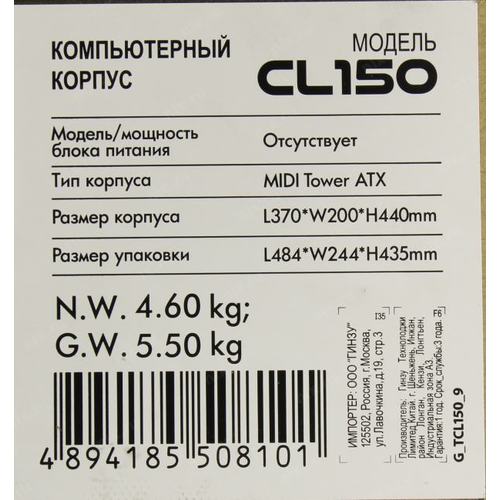 КОМПЬЮТЕРНЫЙ
КОРПУС
МОДЕЛЬ
CL150
Модель/мощность
блока питания
Отсутствует
Тип корпуса
MIDI Tower ATX
Размер корпуса
L370*W200*H440mm
Размер упаковки
L484*W244*H435mm
N.W. 4.60 kg;
G.W. 5.50 kg
4 894185 508101
I35
ИМПОРТЕР: ООО "ГИНЗУ"
125502, Россия, г.Москва,
ул.Лавочкина,д.19, стр.3
F6
Производитель: Гинзу Технолоджи
Лимитед.Китай. г. Шеньжень, Инжан,
район Лонган, Кензи, Лонгтьен,
Индустриальная зона А3.
Гарантия:1 год. Срок службы:3 года.
G_TCL150_9